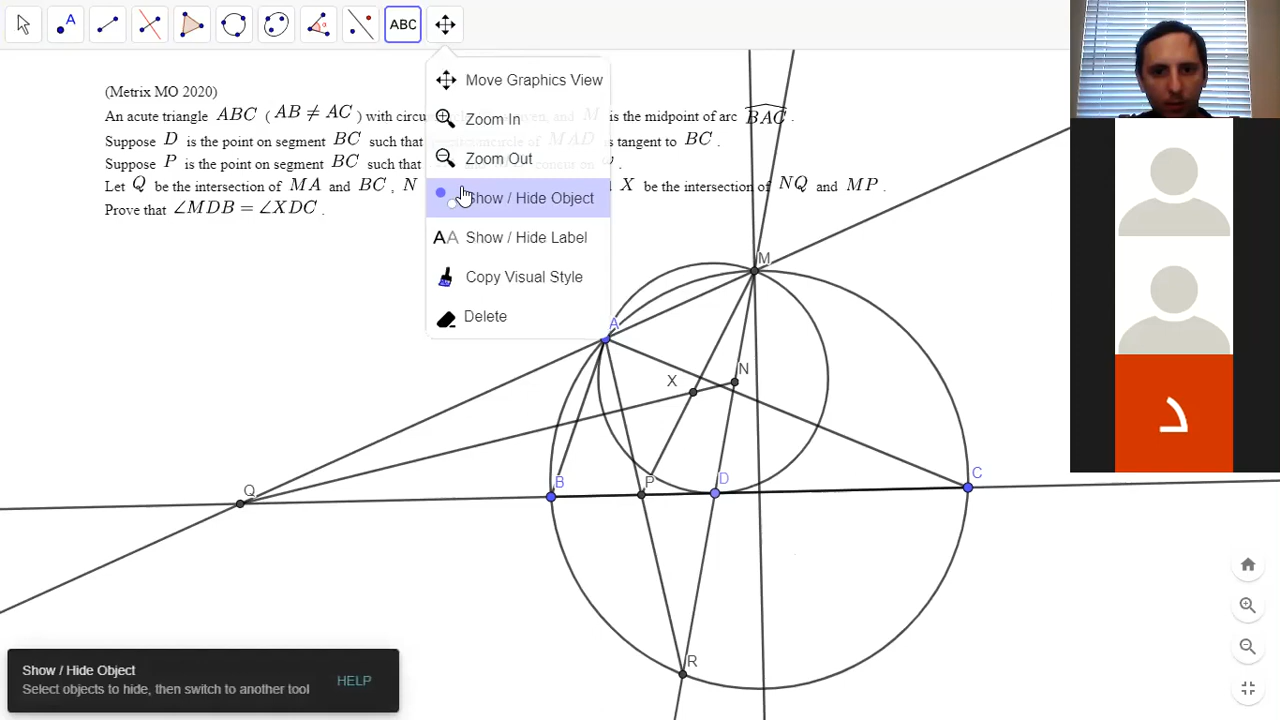 ABC
(Metrix MO 2020)
An acute triangle ABC ( AB ≠ AC ) with is the midpoint of arc BAC .
Suppose D is the point on segment BC such that MAD is tangent to BC .
Suppose P is the point on segment BC such that
Let Q be the intersection of MA and BC , N X be the intersection of NQ and MP .
Prove that ∠MDB = ∠XDC .
Move Graphics View
Zoom In
Zoom Out
Show / Hide Object
Show / Hide Label
Copy Visual Style
Delete
M
A
N
X
Q
B
P
D
C
R
Show / Hide Object
Select objects to hide, then switch to another tool
HELP
د